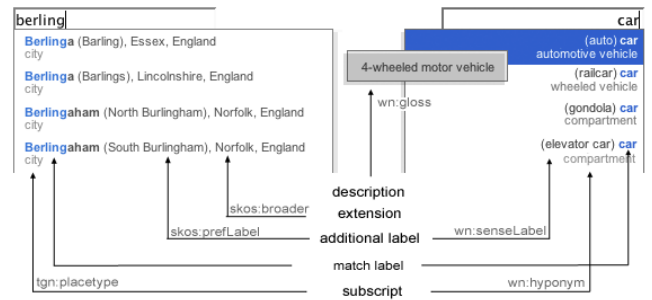 berling
car
Berlinga (Barling), Essex, England
city
Berlinga (Barlings), Lincolnshire, England
city
Berlingaham (North Burlingham), Norfolk, England
city
Berlingaham (South Burlingham), Norfolk, England
city
4-wheeled motor vehicle
(auto) car
automotive vehicle
(railcar) car
wheeled vehicle
(gondola) car
compartment
(elevator car) car
compartment
wn:gloss
description
skos:broader
extension
skos:prefLabel
additional label
wn:senseLabel
match label
tgn:placetype
subscript
wn:hyponym